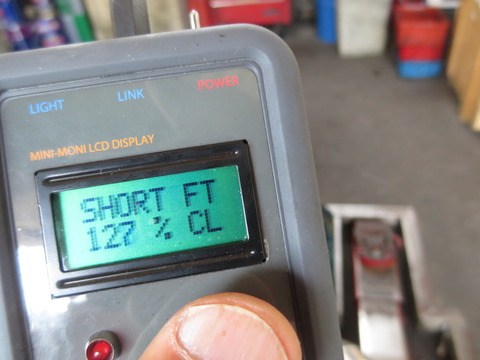 LIGHT LINK POWER
MINI-MONI LCD DISPLAY
SHORT FT
127 % CL